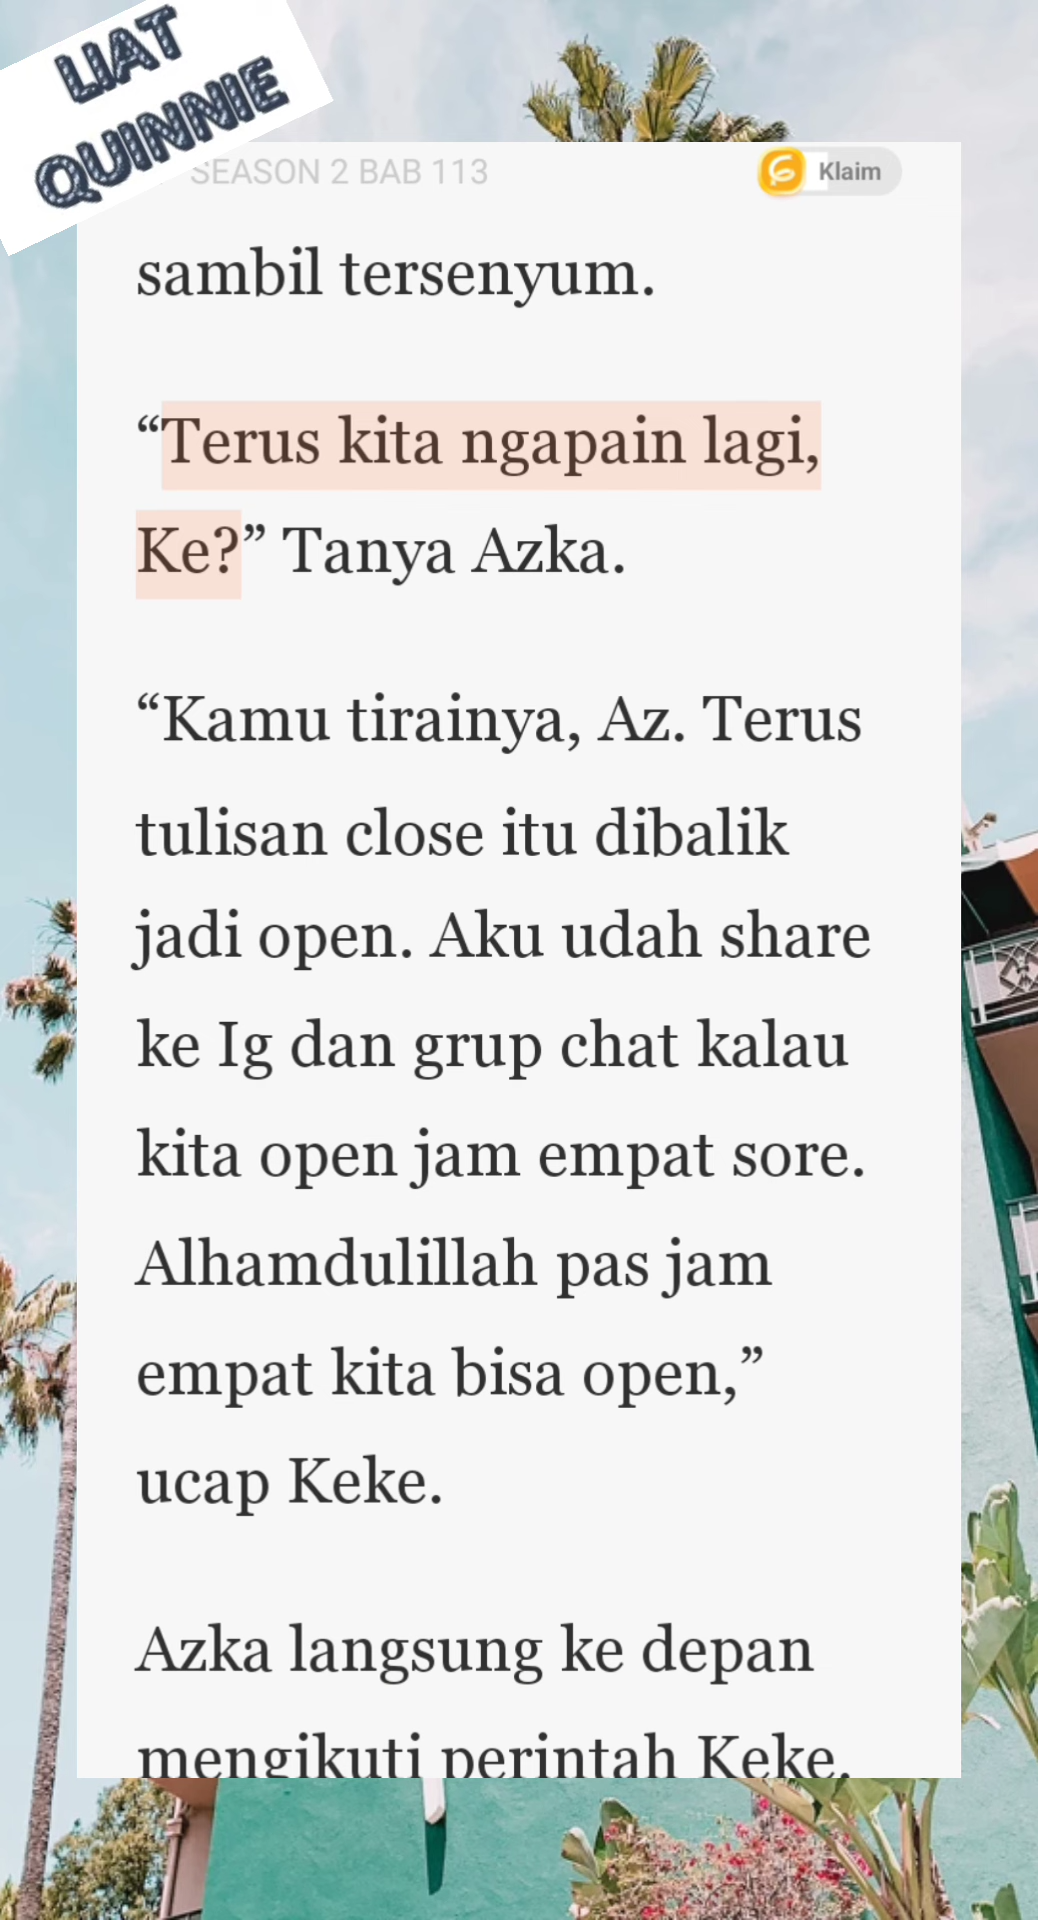 LIAT
QUINNIE
SEASON 2 BAB 113
Klaim
sambil tersenyum.
“Terus kita ngapain lagi,
Ke?” Tanya Azka.
“Kamu tirainya, Az. Terus
tulisan close itu dibalik
jadi open. Aku udah share
ke Ig dan grup chat kalau
kita open jam empat sore.
Alhamdulillah pas jam
empat kita bisa open,”
ucap Keke.
Azka langsung ke depan
mengikuti perintah Keke.